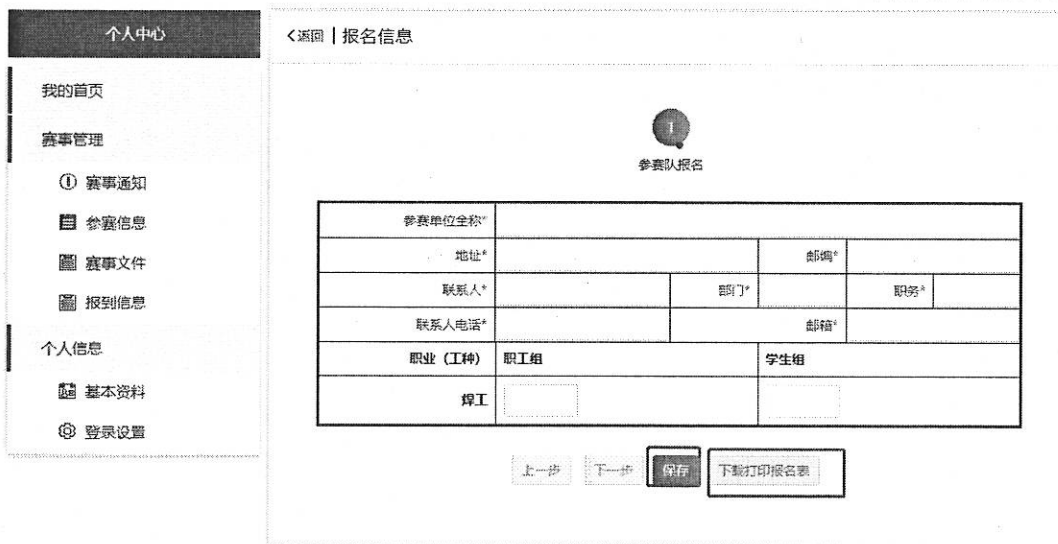 个人中心
我的首页
赛事管理
赛事通知
参赛信息
赛事文件
报到信息
个人信息
基本资料
登录设置
<返回 | 报名信息
1
参赛队报名
参赛单位全称*
地址* 邮编*
联系人* 部门* 职务*
联系人电话* 邮箱*
职业（工种） 职工组 学生组
焊工
上一步 下一步 保存 下载打印报名表